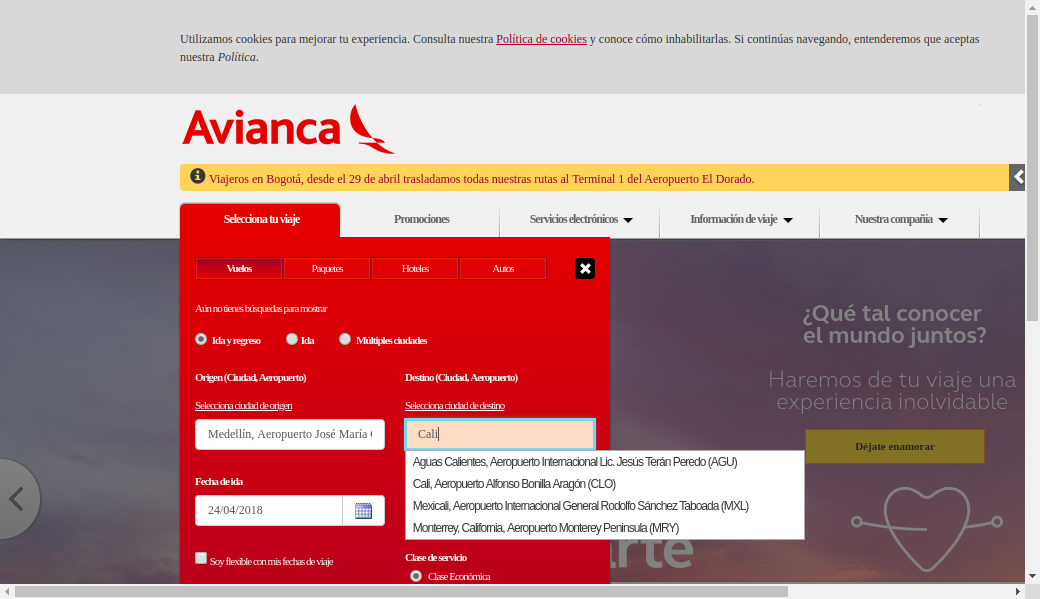 Utilizamos cookies para mejorar tu experiencia. Consulta nuestra Política de cookies y conoce cómo inhabilitarlas. Si continúas navegando, entenderemos que aceptas
nuestra Política.
Avianca
Viajeros en Bogotá, desde el 29 de abril trasladamos todas nuestras rutas al Terminal 1 del Aeropuerto El Dorado.
Selecciona tu viaje
Promociones
Servicios electrónicos
Información de viaje
Nuestra compañía
Vuelos
Paquetes
Hoteles
Autos
Aún no tienes búsquedas para mostrar
Ida y regreso
Ida
Múltiples ciudades
Origen (Ciudad, Aeropuerto)
Destino (Ciudad, Aeropuerto)
Selecciona ciudad de origen
Selecciona ciudad de destino
Medellín, Aeropuerto José María
Cali
Aguas Calientes, Aeropuerto Internacional Lic. Jesús Terán Peredo (AGU)
Cali, Aeropuerto Alfonso Bonilla Aragón (CLO)
Mexicali, Aeropuerto Internacional General Rodolfo Sánchez Taboada (MXL)
Monterrey, California, Aeropuerto Monterey Peninsula (MRY)
Fecha de ida
24/04/2018
Soy flexible con mis fechas de viaje
Clase de servicio
Clase Económica
¿Qué tal conocer
el mundo juntos?
Haremos de tu viaje una
experiencia inolvidable
Déjate enamorar